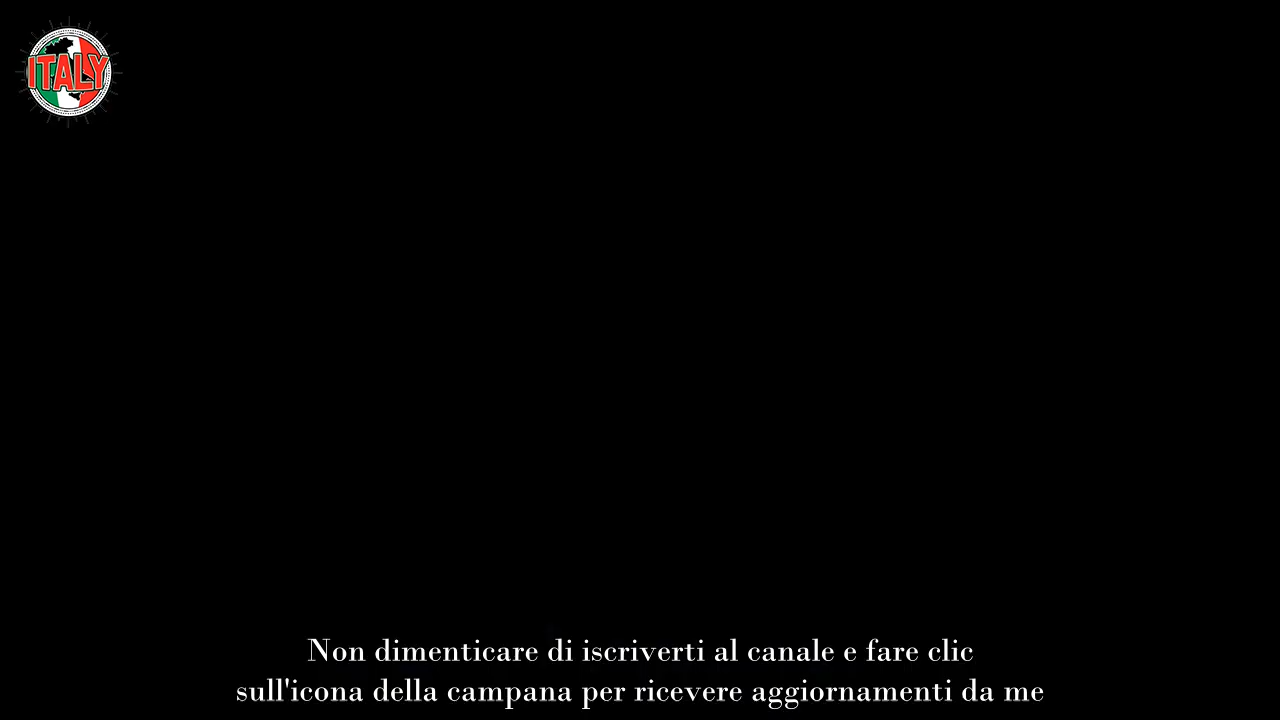 ITALY
Non dimenticare di iscriverti al canale e fare clic
sull'icona della campana per ricevere aggiornamenti da me